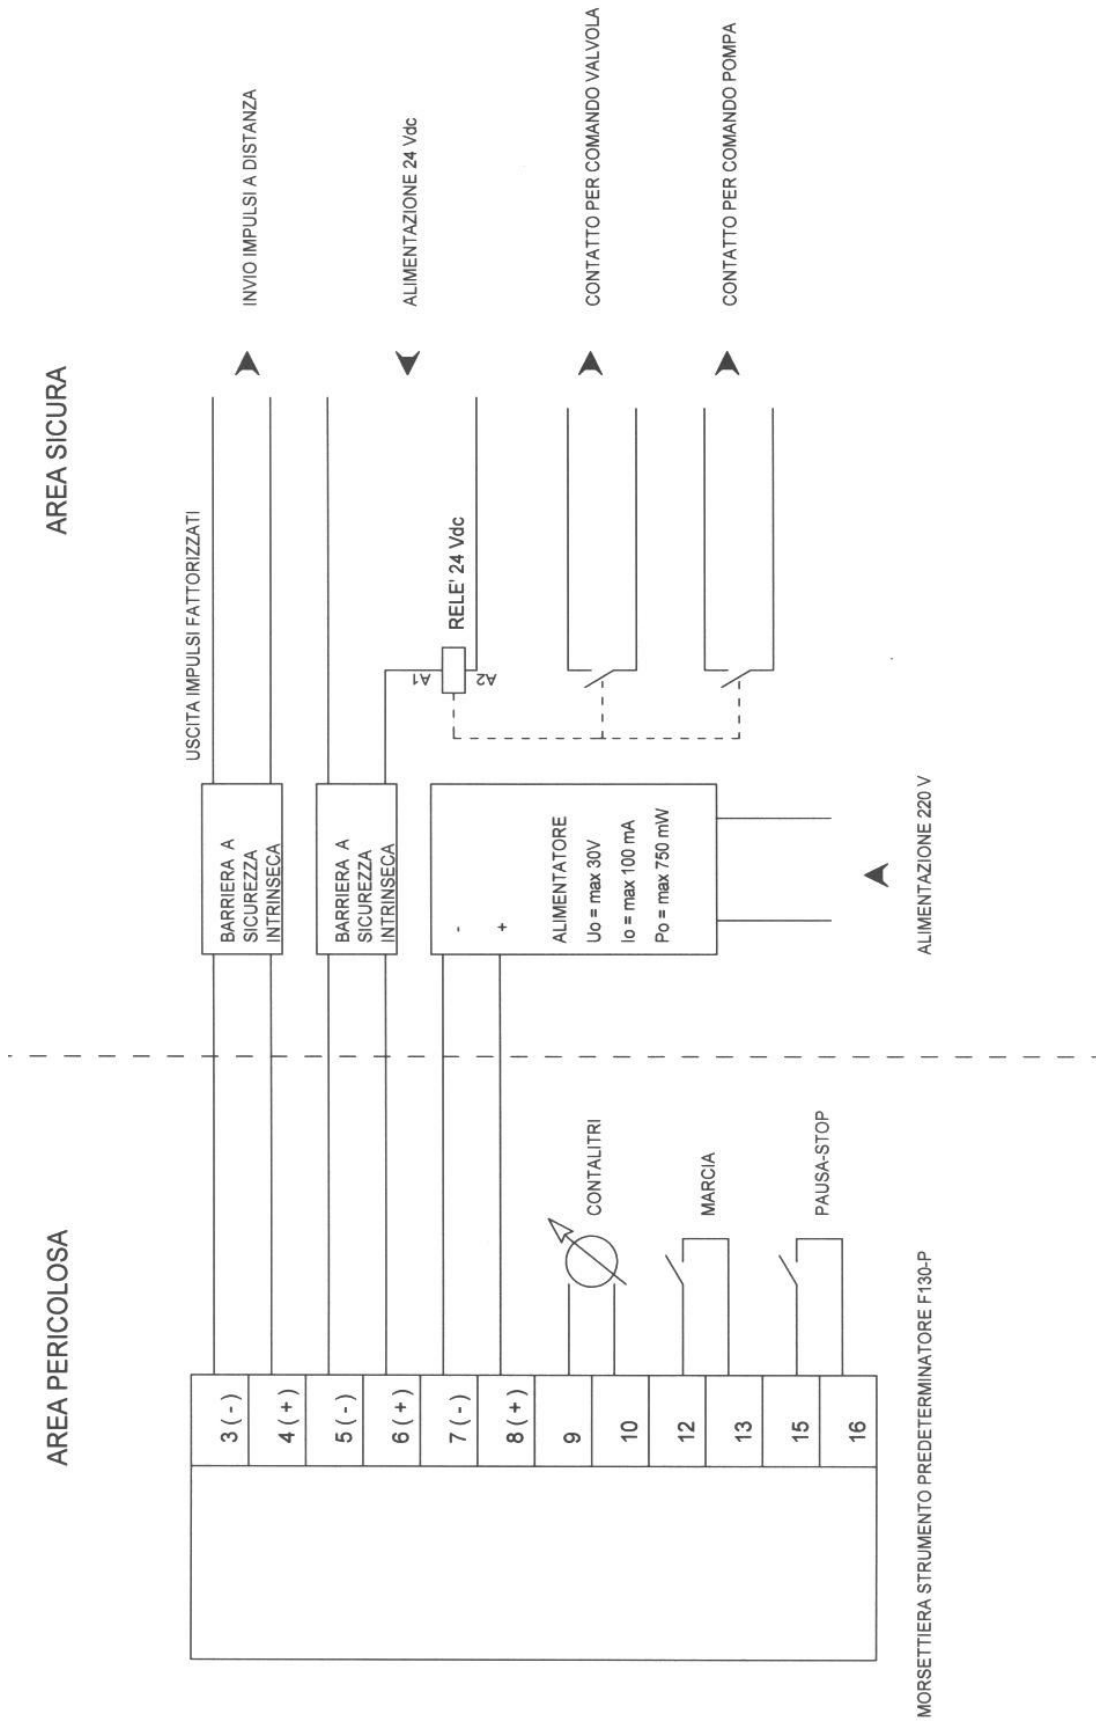 AREA PERICOLOSA
AREA SICURA
USCITA IMPULSI FATTORIZZATI
INVIO IMPULSI A DISTANZA
3 ( - )
4 ( + )
BARRIERA A
SICUREZZA
INTRINSECA
5 ( - )
6 ( + )
BARRIERA A
SICUREZZA
INTRINSECA
ALIMENTAZIONE 24 Vdc
A1
A2
RELE' 24 Vdc
7 ( - )
8 ( + )
-
+
ALIMENTATORE
Uo = max 30V
Io = max 100 mA
Po = max 750 mW
9
10
CONTALITRI
CONTATTO PER COMANDO VALVOLA
12
13
MARCIA
CONTATTO PER COMANDO POMPA
15
16
PAUSA-STOP
MORSETTIERA STRUMENTO PREDETERMINATORE F130-P
ALIMENTAZIONE 220 V